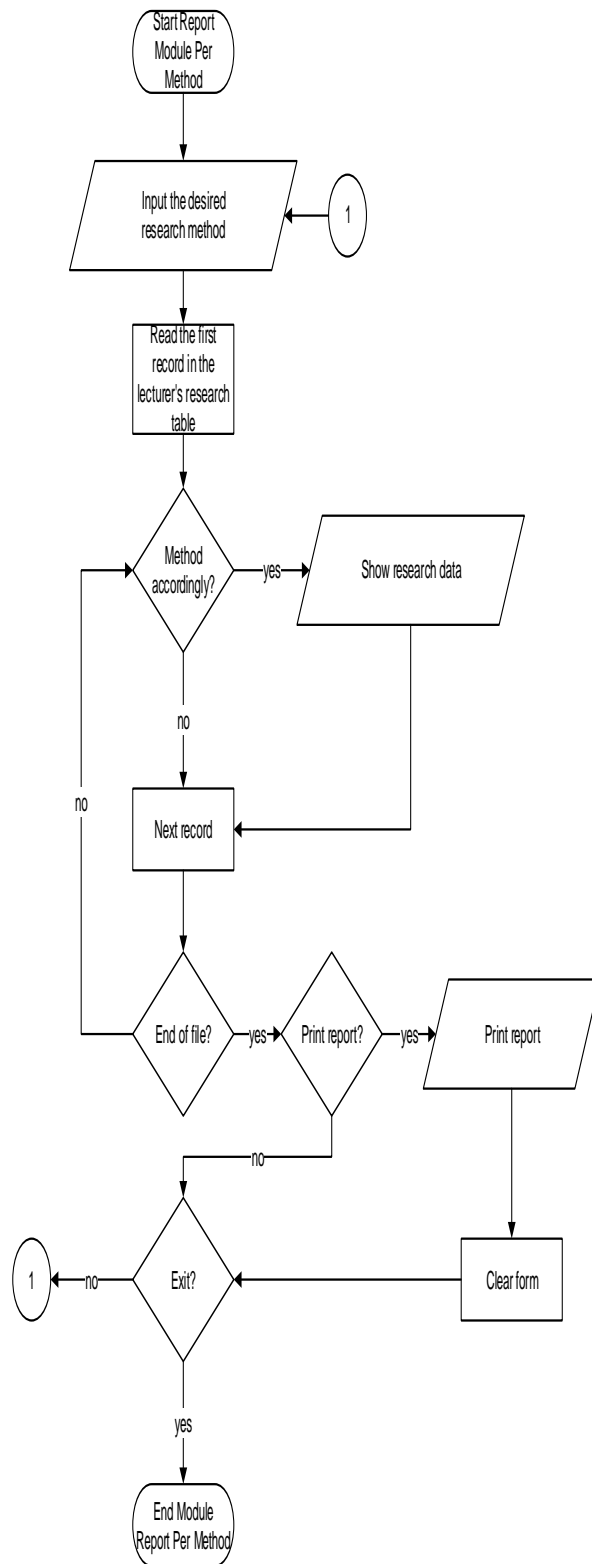 Start Report
Module Per
Method
Input the desired
research method
1
Read the first
record in the
lecturer's research
table
Method
accordingly?
yes
Show research data
no
no
Next record
End of file?
yes
Print report?
yes
Print report
no
1
no
Exit?
Clear form
yes
End Module
Report Per Method